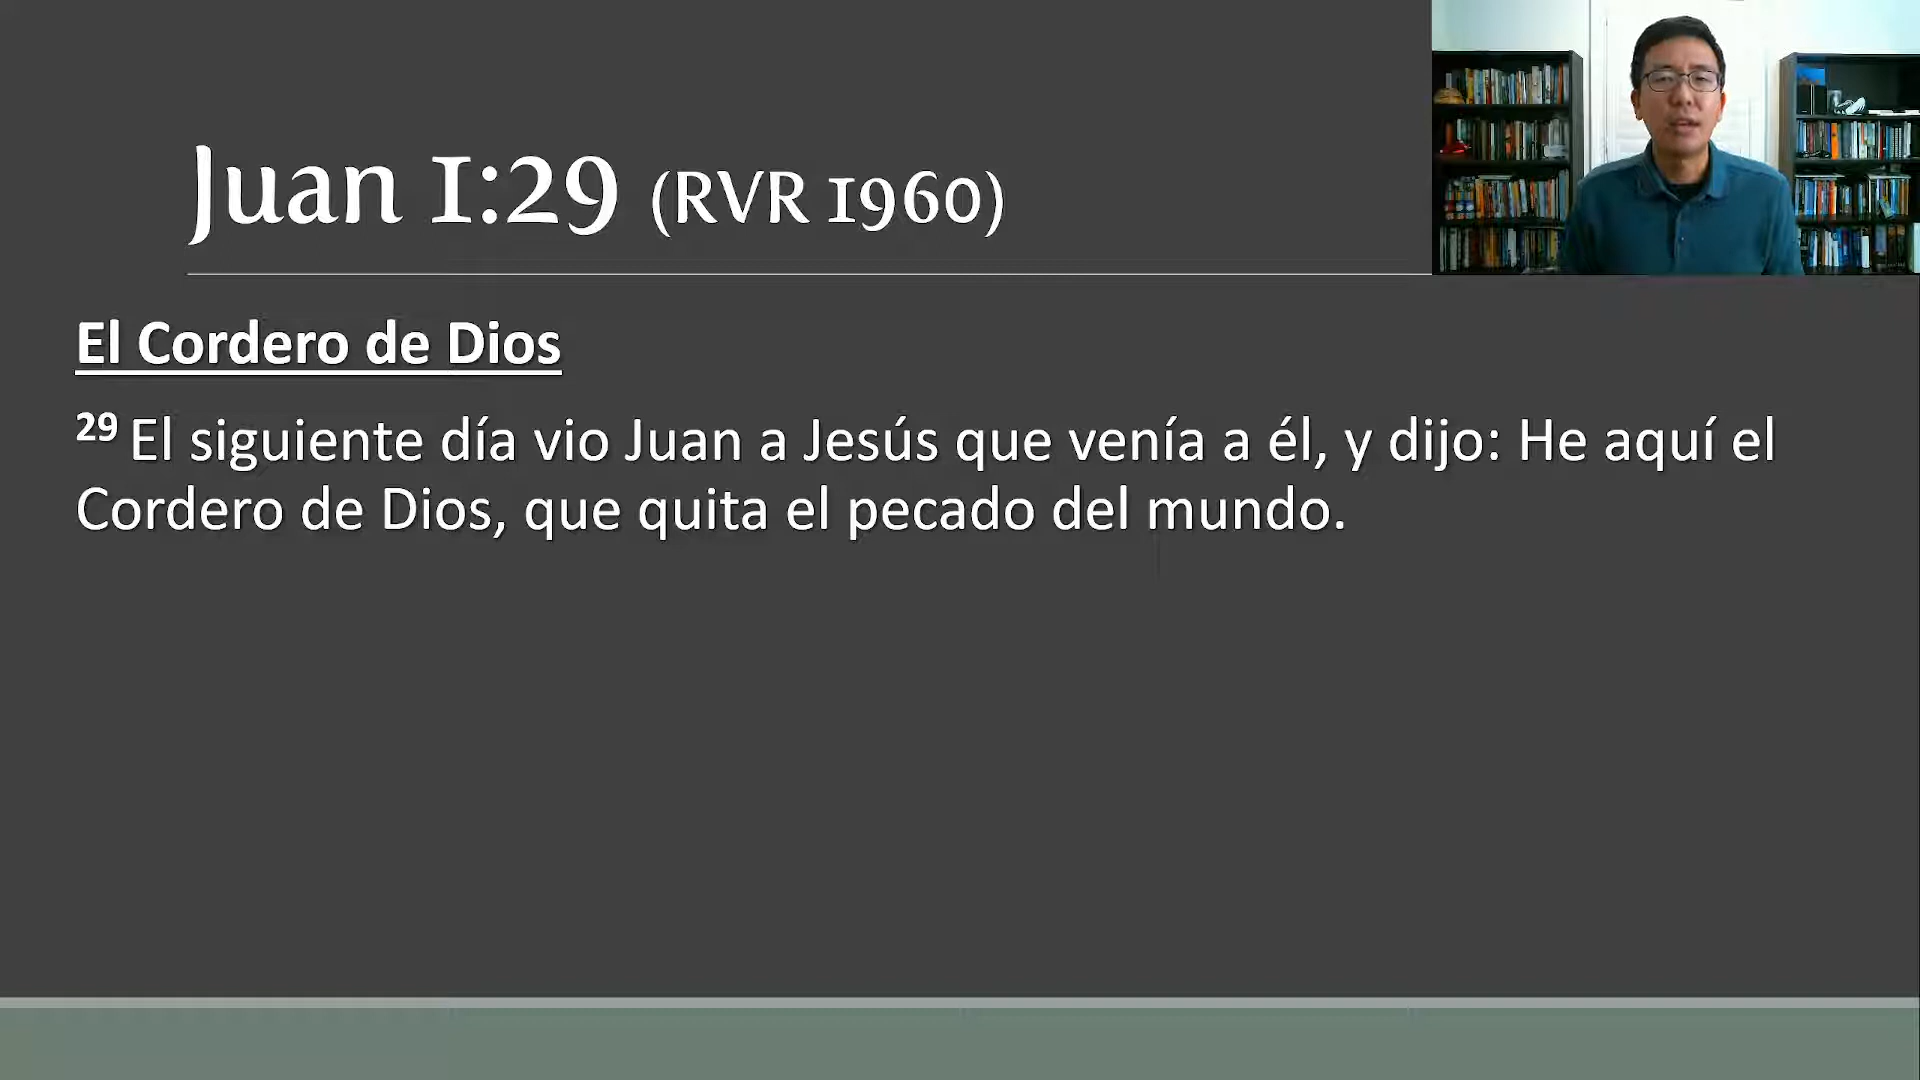 Juan 1:29 (RVR 1960)
El Cordero de Dios
29 El siguiente día vio Juan a Jesús que venía a él, y dijo: He aquí el
Cordero de Dios, que quita el pecado del mundo.